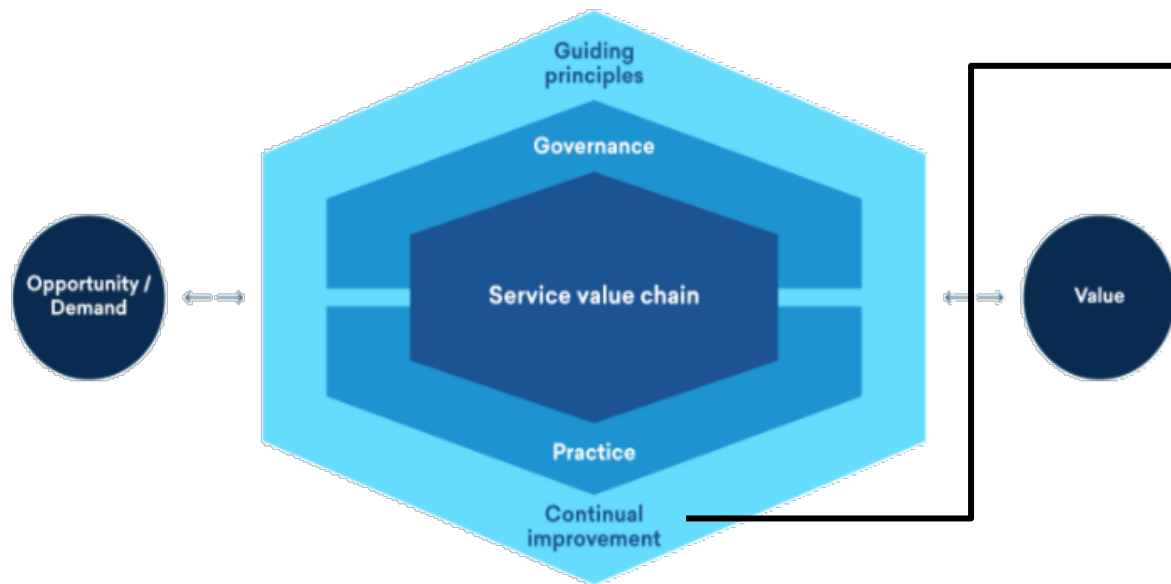 Guiding
principles
Governance
Opportunity /
Demand
Service value chain
Value
Practice
Continual
improvement